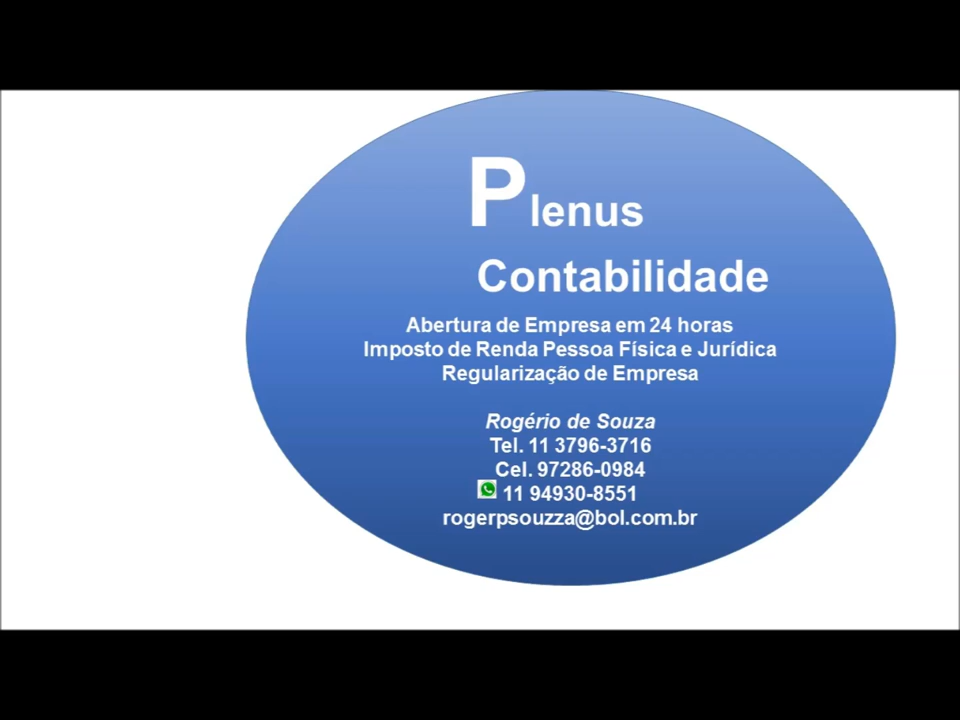 Plenus
Contabilidade
Abertura de Empresa em 24 horas
Imposto de Renda Pessoa Física e Jurídica
Regularização de Empresa
Rogério de Souza
Tel. 11 3796-3716
Cel. 97286-0984
11 94930-8551
rogerpsouzza@bol.com.br